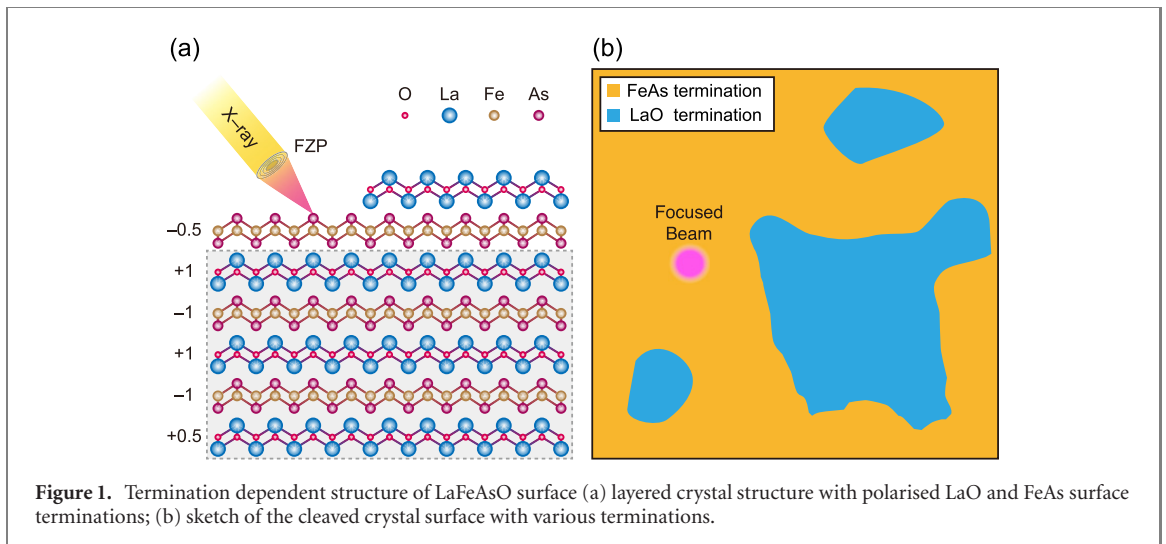 (a)
O La Fe As
X–ray
FZP
–0.5
+1
–1
+1
–1
+0.5
(b)
FeAs termination
LaO termination
Focused
Beam
Figure 1. Termination dependent structure of LaFeAsO surface (a) layered crystal structure with polarised LaO and FeAs surface
terminations; (b) sketch of the cleaved crystal surface with various terminations.